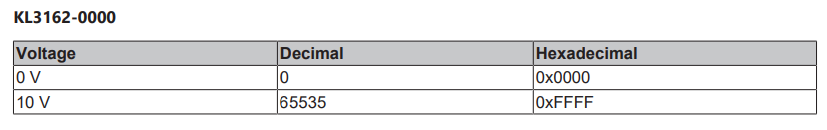 KL3162-0000
Voltage Decimal Hexadecimal
0 V 0 0x0000
10 V 65535 0xFFFF